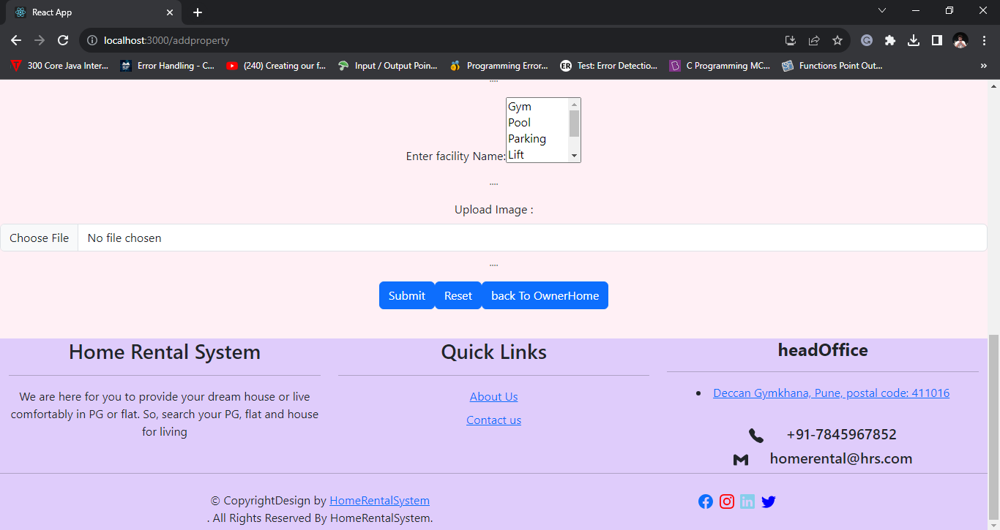 React App
localhost:3000/addproperty
300 Core Java Inter...
Error Handling - C...
(240) Creating our f...
Input / Output Poin...
Programming Error...
ER
Test: Error Detectio...
C Programming MC...
Functions Point Out...
»
....
Gym
Pool
Parking
Lift
Enter facility Name:
....
Upload Image :
Choose File
No file chosen
....
Submit
Reset
back To OwnerHome
Home Rental System
We are here for you to provide your dream house or live
comfortably in PG or flat. So, search your PG, flat and house
for living
Quick Links
About Us
Contact us
headOffice
• Deccan Gymkhana, Pune, postal code: 411016
+91-7845967852
homerental@hrs.com
© CopyrightDesign by HomeRentalSystem
. All Rights Reserved By HomeRentalSystem.